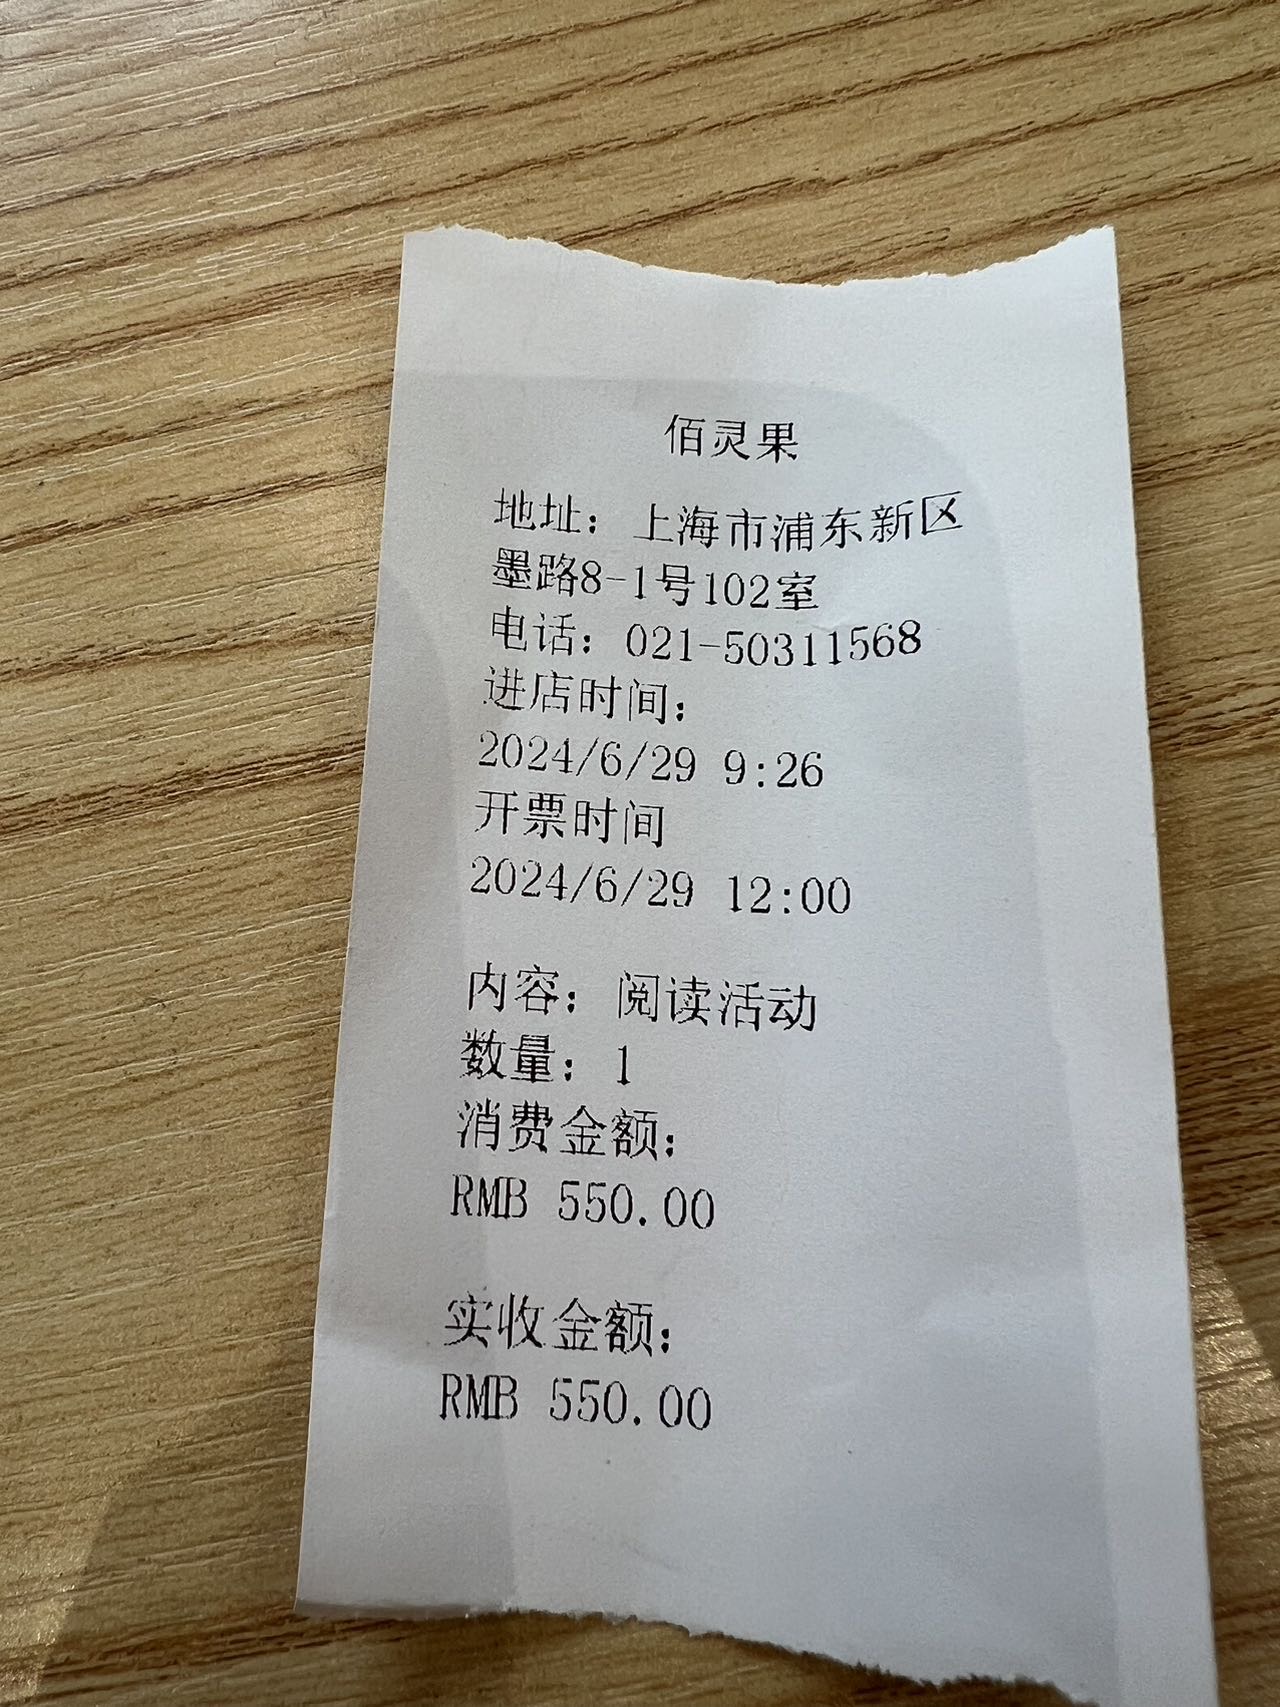 佰灵果
地址：上海市浦东新区
墨路8-1号102室
电话：021-50311568
进店时间：
2024/6/29 9:26
开票时间
2024/6/29 12:00
内容：阅读活动
数量：1
消费金额：
RMB 550.00
实收金额：
RMB 550.00